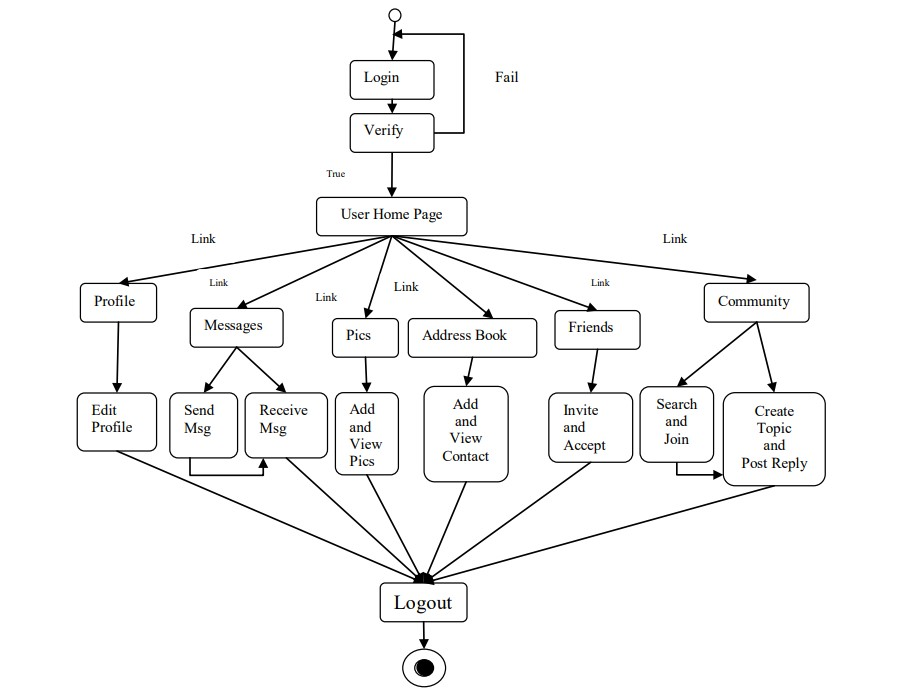 Login
Fail
Verify
True
User Home Page
Link
Link
Link
Link
Link
Link
Profile
Messages
Pics
Address Book
Friends
Community
Edit
Profile
Send
Msg
Receive
Msg
Add
and
View
Pics
Add
and
View
Contact
Invite
and
Accept
Search
and
Join
Create
Topic
and
Post Reply
Logout